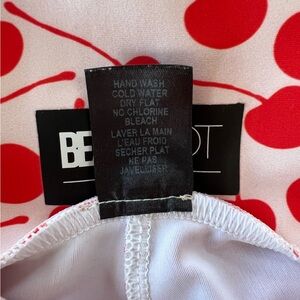 HAND WASH
COLD WATER
DRY FLAT
NO CHLORINE
BLEACH
LAVER LA MAIN
L'EAU FROID
SECHER PLAT
NE PAS
JAVELLISER